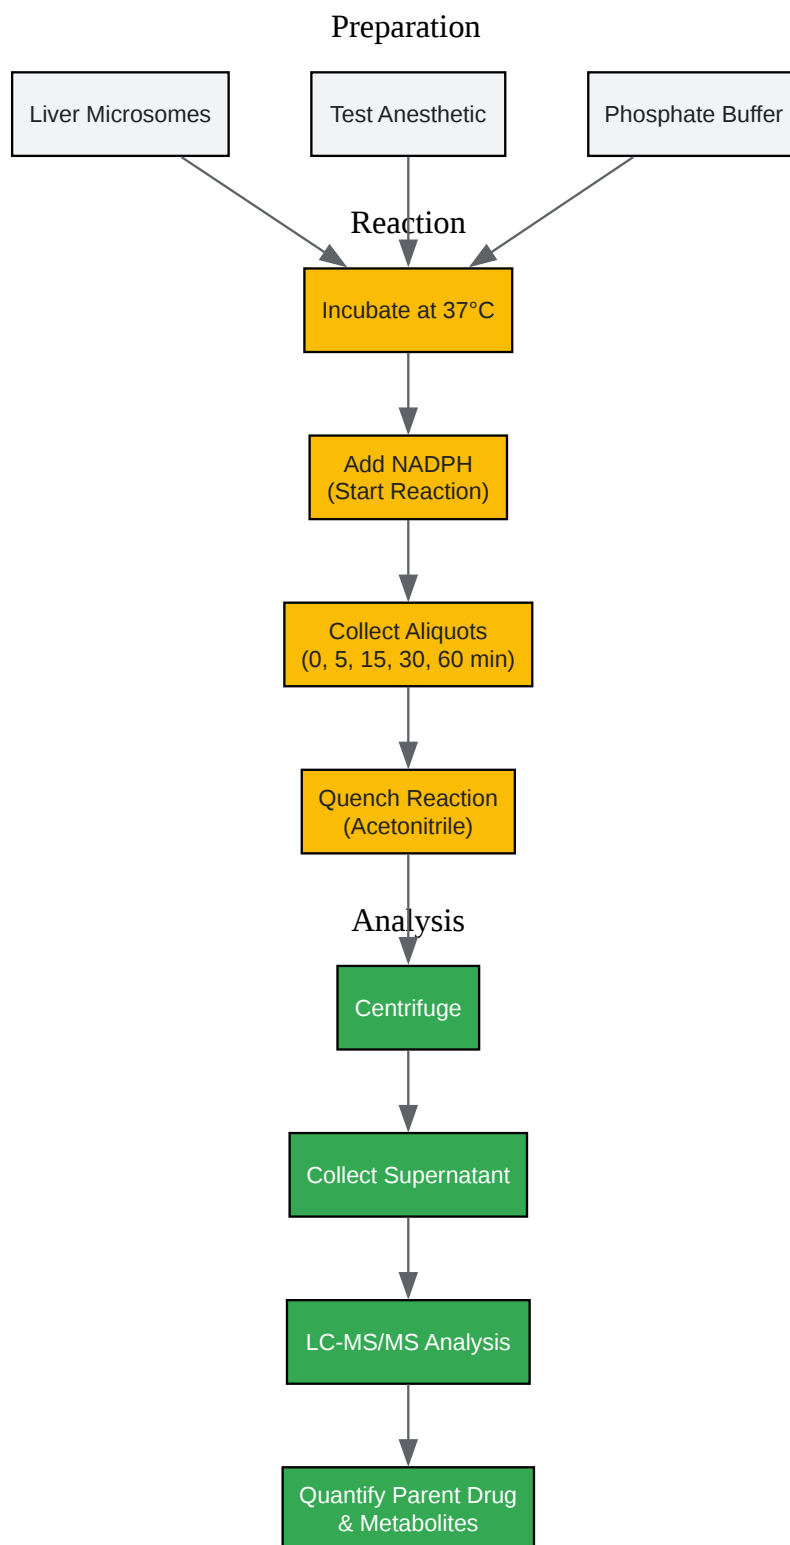 Preparation
Liver Microsomes
Test Anesthetic
Phosphate Buffer
Reaction
Incubate at 37°C
Add NADPH
(Start Reaction)
Collect Aliquots
(0, 5, 15, 30, 60 min)
Quench Reaction
(Acetonitrile)
Analysis
Centrifuge
Collect Supernatant
LC-MS/MS Analysis
Quantify Parent Drug
& Metabolites